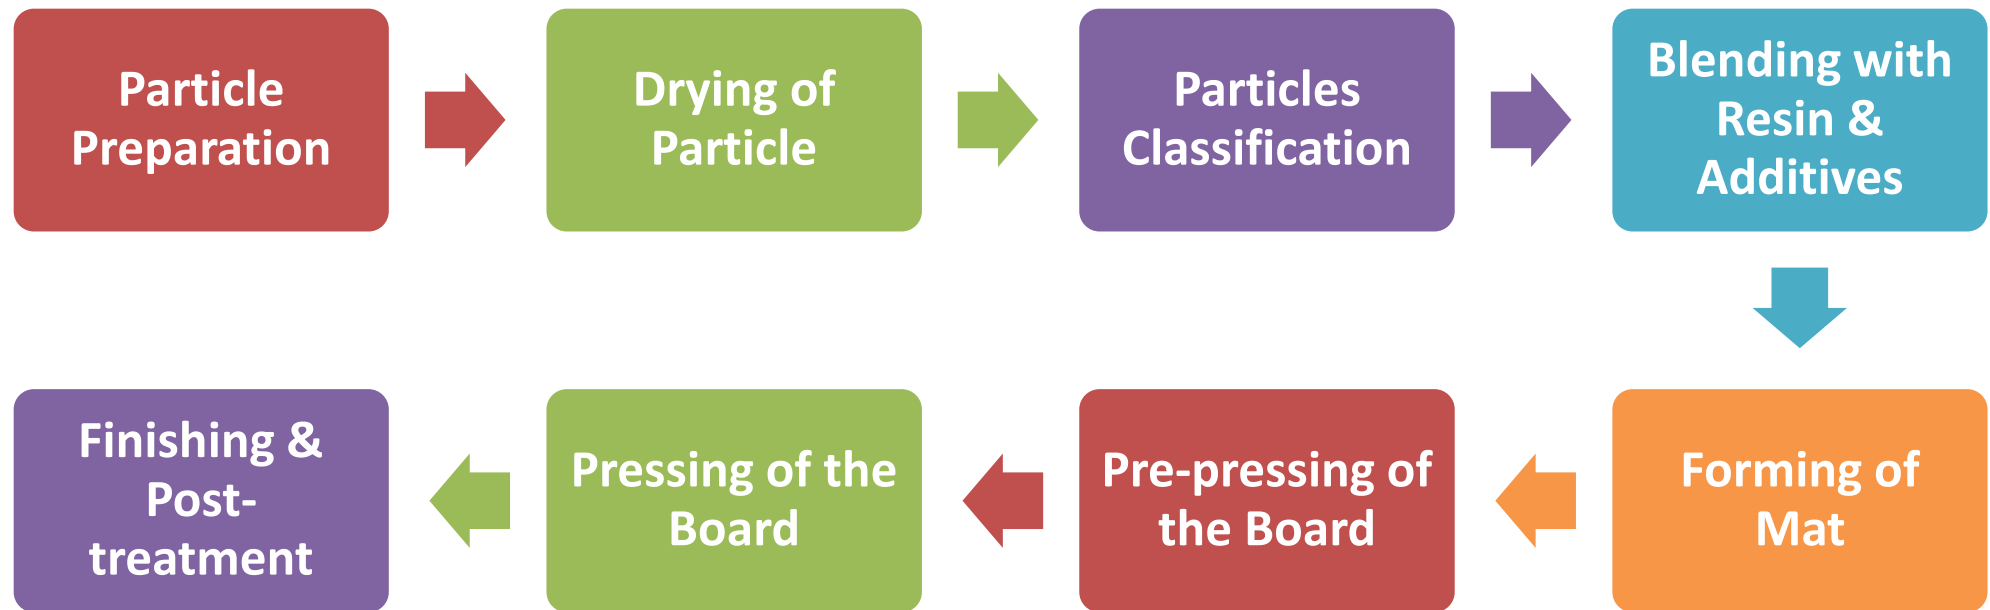 Particle
Preparation
Drying of
Particle
Particles
Classification
Blending with
Resin &
Additives
Forming of
Mat
Pre-pressing of
the Board
Pressing of the
Board
Finishing &
Post-
treatment